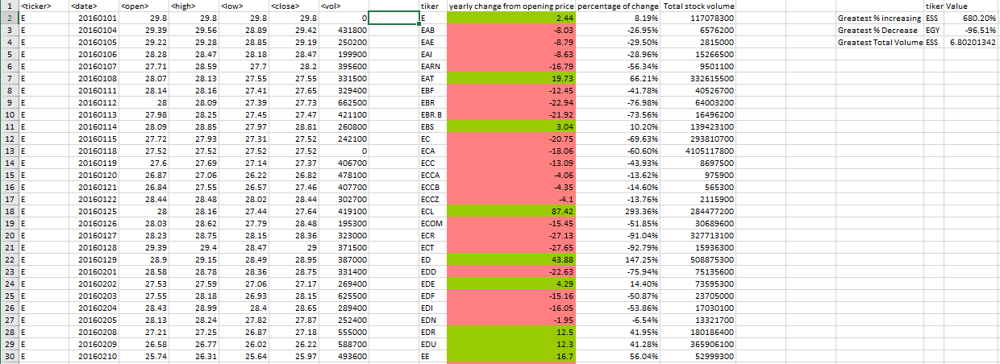 1 <ticker> <date> <open> <high> <low> <close> <vol> tiker yearly change from opening price percentage of change Total stock volume tiker Value
2 E 20160101 29.8 29.8 29.8 29.8 0 E 2.44 8.19% 117078300 Greatest % increasing ESS 680.20%
3 E 20160104 29.39 29.56 28.89 29.42 431800 EAB -8.03 -26.95% 6576200 Greatest % Decrease EGY -96.51%
4 E 20160105 29.22 29.28 28.85 29.19 250200 EAE -8.79 -29.50% 2815000 Greatest Total Volume ESS 6.80201342
5 E 20160106 28.28 28.47 28.18 28.47 199900 EAI -8.63 -28.96% 15266500
6 E 20160107 27.71 28.59 27.7 28.2 395600 EARN -16.79 -56.34% 9501100
7 E 20160108 28.07 28.13 27.55 27.55 331500 EAT 19.73 66.21% 332615500
8 E 20160111 28.14 28.16 27.41 27.65 329400 EBF -12.45 -41.78% 40526700
9 E 20160112 28 28.09 27.39 27.73 662500 EBR -22.94 -76.98% 64003200
10 E 20160113 27.98 28.25 27.45 27.47 421100 EBR.B -21.92 -73.56% 16496200
11 E 20160114 28.09 28.85 27.97 28.81 260800 EBS 3.04 10.20% 139423100
12 E 20160115 27.72 27.93 27.31 27.52 242100 EC -20.75 -69.63% 293810700
13 E 20160118 27.52 27.52 27.52 27.52 0 ECA -18.06 -60.60% 4105117800
14 E 20160119 27.6 27.69 27.14 27.37 406700 ECC -13.09 -43.93% 8697500
15 E 20160120 26.87 27.06 26.22 26.82 478100 ECCA -4.06 -13.62% 975900
16 E 20160121 26.84 27.55 26.57 27.46 407700 ECCB -4.35 -14.60% 565300
17 E 20160122 28.44 28.48 28.02 28.44 302700 ECCZ -4.1 -13.76% 2115900
18 E 20160125 28 28.16 27.44 27.64 419100 ECL 87.42 293.36% 284477200
19 E 20160126 28.03 28.62 27.79 28.48 195300 ECOM -15.45 -51.85% 30689600
20 E 20160127 28.23 28.75 28.15 28.36 323000 ECR -27.13 -91.04% 327713100
21 E 20160128 29.39 29.4 28.47 29 371500 ECT -27.65 -92.79% 15936300
22 E 20160129 28.9 29.15 28.49 28.95 387000 ED 43.88 147.25% 508875300
23 E 20160201 28.58 28.78 28.36 28.75 331400 EDD -22.63 -75.94% 75135600
24 E 20160202 27.53 27.59 27.06 27.17 269400 EDE 4.29 14.40% 73595300
25 E 20160203 27.55 28.18 26.93 28.15 625500 EDF -15.16 -50.87% 23705000
26 E 20160204 28.43 28.99 28.4 28.65 289400 EDI -16.05 -53.86% 17030100
27 E 20160205 28.13 28.24 27.82 27.87 252400 EDN -1.95 -6.54% 13321700
28 E 20160208 27.21 27.25 26.87 27.18 555000 EDR 12.5 41.95% 180186400
29 E 20160209 26.58 26.77 26.02 26.22 588700 EDU 12.3 41.28% 365906100
30 E 20160210 25.74 26.31 25.64 25.97 493600 EE 16.7 56.04% 52999300